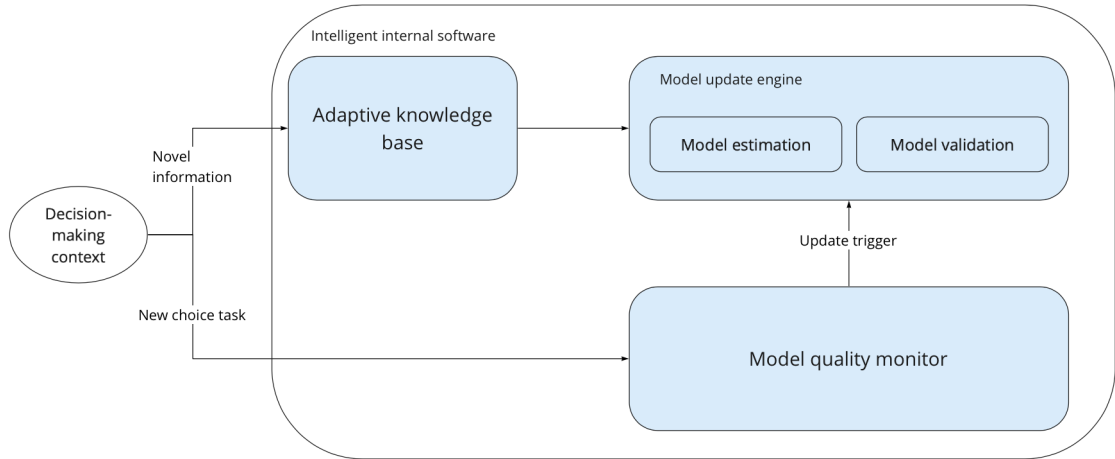 Intelligent internal software
Adaptive knowledge
base
Model update engine
Model estimation
Model validation
Novel
information
Decision-
making
context
Update trigger
New choice task
Model quality monitor